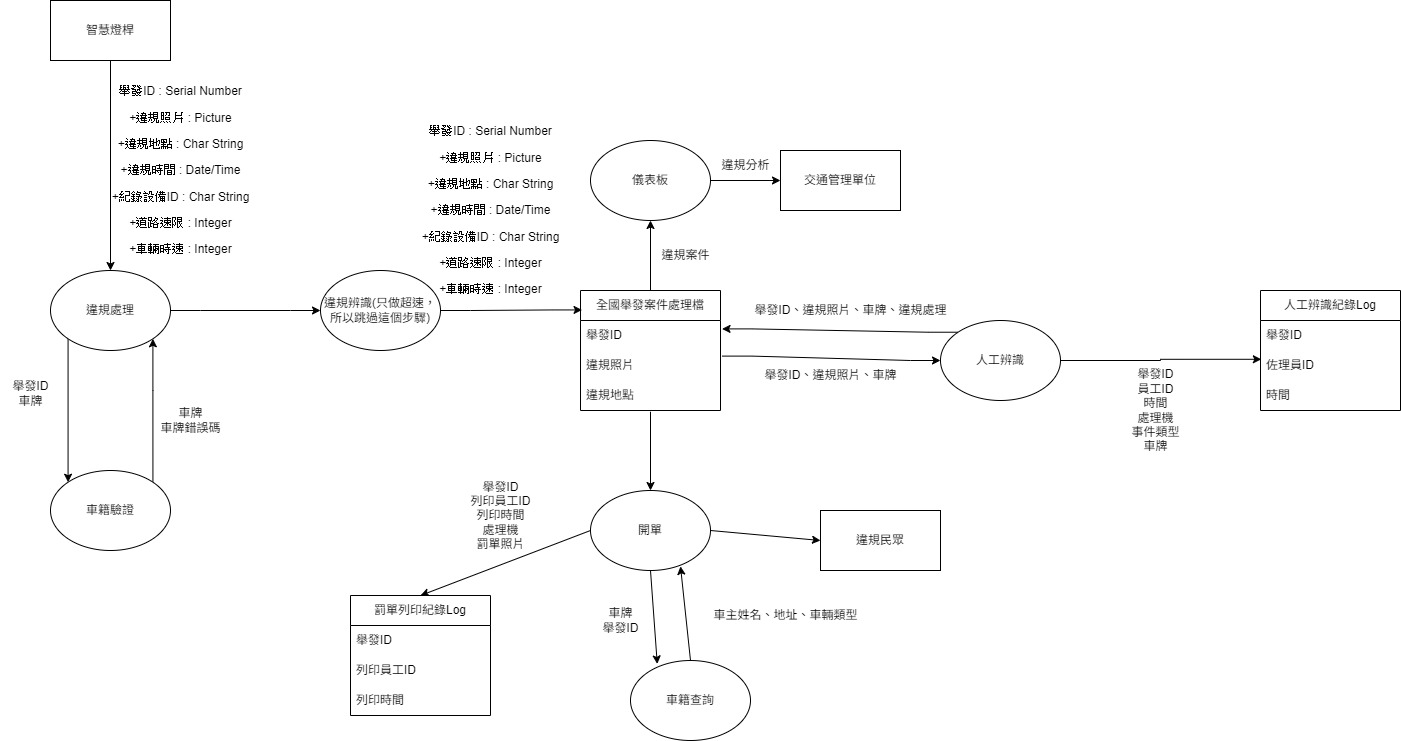 智慧燈桿
舉發ID : Serial Number
+違規照片 : Picture
+違規地點 : Char String
+違規時間 : Date/Time
+紀錄設備ID : Char String
+道路速限 : Integer
+車輛時速 : Integer
舉發ID : Serial Number
+違規照片 : Picture
+違規地點 : Char String
+違規時間 : Date/Time
+紀錄設備ID : Char String
+道路速限 : Integer
+車輛時速 : Integer
儀表板
違規分析
交通管理單位
違規案件
違規處理
違規辨識(只做超速，
所以跳過這個步驟)
全國舉發案件處理檔
舉發ID
違規照片
違規地點
舉發ID、違規照片、車牌、違規處理
舉發ID、違規照片、車牌
人工辨識
舉發ID
員工ID
時間
處理機
事件類型
車牌
人工辨識紀錄Log
舉發ID
佐理員ID
時間
舉發ID
車牌
車牌
車牌錯誤碼
車籍驗證
舉發ID
列印員工ID
列印時間
處理機
罰單照片
開單
違規民眾
罰單列印紀錄Log
舉發ID
列印員工ID
列印時間
車牌
舉發ID
車主姓名、地址、車輛類型
車籍查詢